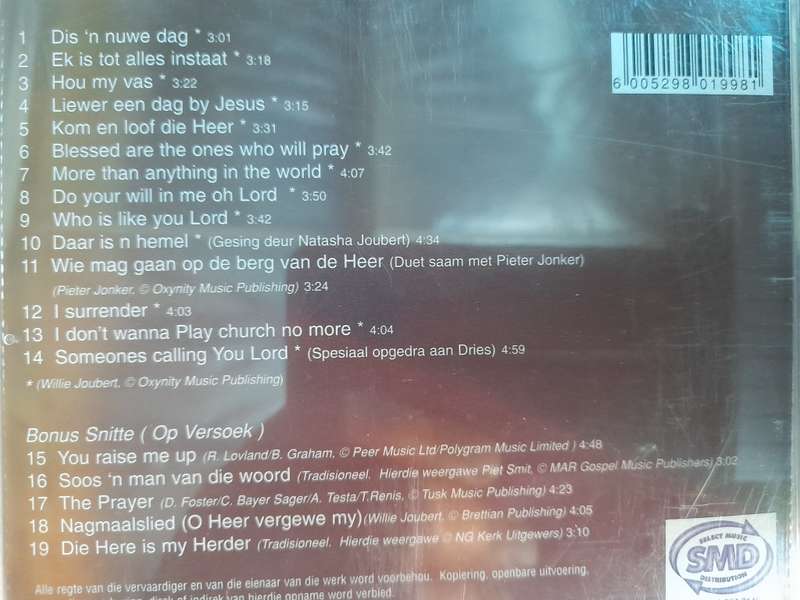 1 Dis 'n nuwe dag * 3:01
2 Ek is tot alles instaat * 3:18
3 Hou my vas * 3:22
4 Liewer een dag by Jesus * 3:15
5 Kom en loof die Heer * 3:31
6 Blessed are the ones who will pray * 3:42
7 More than anything in the world * 4:07
8 Do your will in me oh Lord * 3:50
9 Who is like you Lord * 3:42
10 Daar is n hemel * (Gesing deur Natasha Joubert) 4:34
11 Wie mag gaan op de berg van de Heer (Duet saam met Pieter Jonker)
(Pieter Jonker. © Oxynity Music Publishing) 3:24
12 I surrender * 4:03
13 I don't wanna Play church no more * 4:04
14 Someones calling You Lord * (Spesiaal opgedra aan Dries) 4:59
* (Willie Joubert. © Oxynity Music Publishing)
6 005298 019981
Bonus Snitte ( Op Versoek )
15 You raise me up (R. Lovland/B. Graham. © Peer Music Ltd/Polygram Music Limited ) 4:48
16 Soos 'n man van die woord (Tradisioneel. Hierdie weergawe Piet Smit. © MAR Gospel Music Publishers) 3:02
17 The Prayer (D. Foster/C. Bayer Sager/A. Testa/T.Renis. © Tusk Music Publishing) 4:23
18 Nagmaalslied (O Heer vergewe my)(Willie Joubert. © Brettian Publishing) 4:05
19 Die Here is my Herder (Tradisioneel. Hierdie weergawe © NG Kerk Uitgewers) 3:10
SELECT MUSIC
SMD
DISTRIBUTION
Alle regte van die vervaardiger en van die eienaar van die werk word voorbehou. Kopiering, openbare uitvoering,
direk of indirek van hierdie opname word verbied.